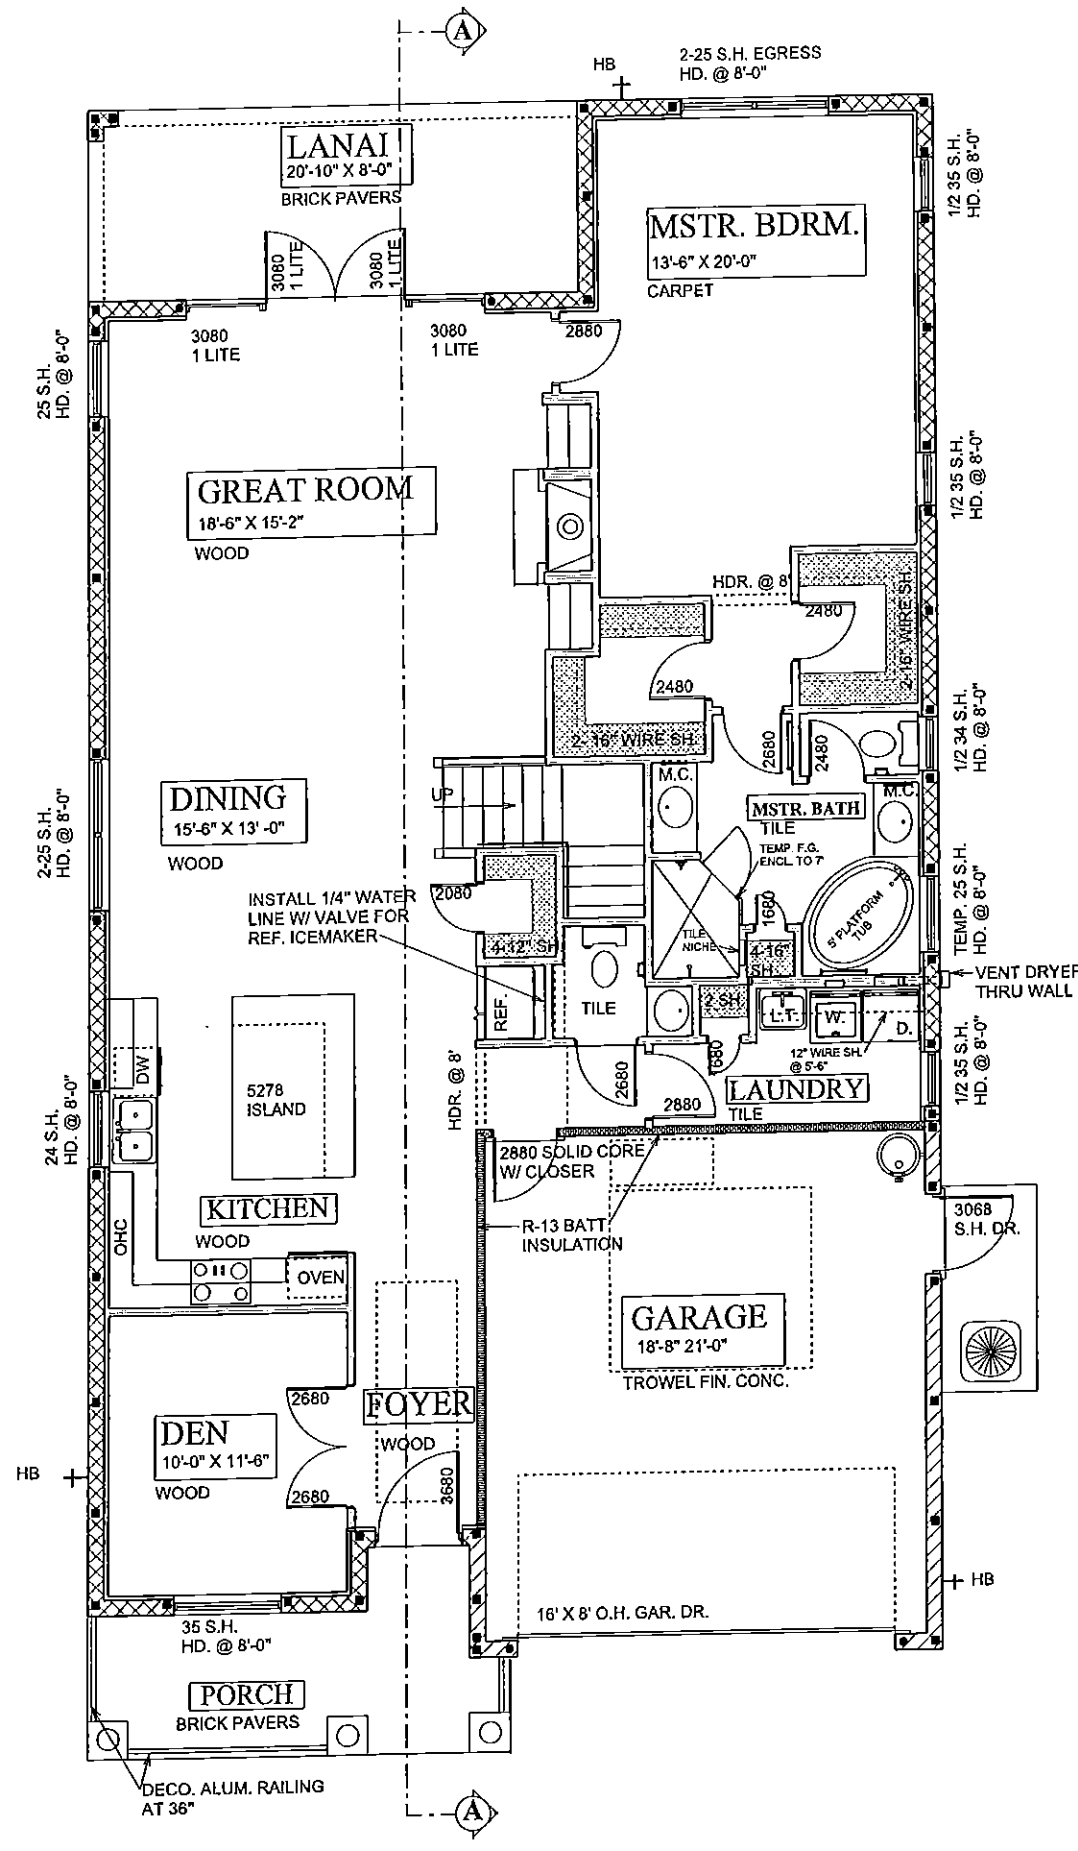 A
2-25 S.H. EGRESS
HD. @ 8'-0"
HB
LANAI
20'-10" X 8'-0"
BRICK PAVERS
3080
1 LITE
3080
1 LITE
1/2 35 S.H.
HD. @ 8'-0"
MSTR. BDRM.
13'-6" X 20'-0"
CARPET
3080
1 LITE
3080
1 LITE
2880
25 S.H.
HD. @ 8'-0"
GREAT ROOM
18'-6" X 15'-2"
WOOD
1/2 35 S.H.
HD. @ 8'-0"
HDR. @ 8'
2480
2-16" WIRE SH.
2480
2-16" WIRE SH.
2680
2480
1/2 34 S.H.
HD. @ 8'-0"
M.C.
M.C.
UP
DINING
15'-6" X 13' -0"
WOOD
2-25 S.H.
HD. @ 8'-0"
MSTR. BATH
TILE
TEMP. F.G.
ENCL. TO 7'
INSTALL 1/4" WATER
LINE W/ VALVE FOR
REF. ICEMAKER
2080
4-12" SH
1680
5' PLATFORM
TUB
TEMP. 25 S.H.
HD. @ 8'-0"
TILE
NICHE
4-16"
SH.
VENT DRYER
THRU WALL
REF.
TILE
2 SH.
L.T.
W.
D.
12" WIRE SH.
@ 5'-6"
1/2 35 S.H.
HD. @ 8'-0"
DW
5278
ISLAND
HDR. @ 8'
2680
1680
2880
LAUNDRY
TILE
24 S.H.
HD. @ 8'-0"
2880 SOLID CORE
W/ CLOSER
KITCHEN
WOOD
OHC
R-13 BATT
INSULATION
3068
S.H. DR.
OVEN
GARAGE
18'-8" 21'-0"
TROWEL FIN. CONC.
2680
FOYER
WOOD
DEN
10'-0" X 11'-6"
WOOD
HB
2680
3680
HB
16' X 8' O.H. GAR. DR.
35 S.H.
HD. @ 8'-0"
PORCH
BRICK PAVERS
DECO. ALUM. RAILING
AT 36"
A